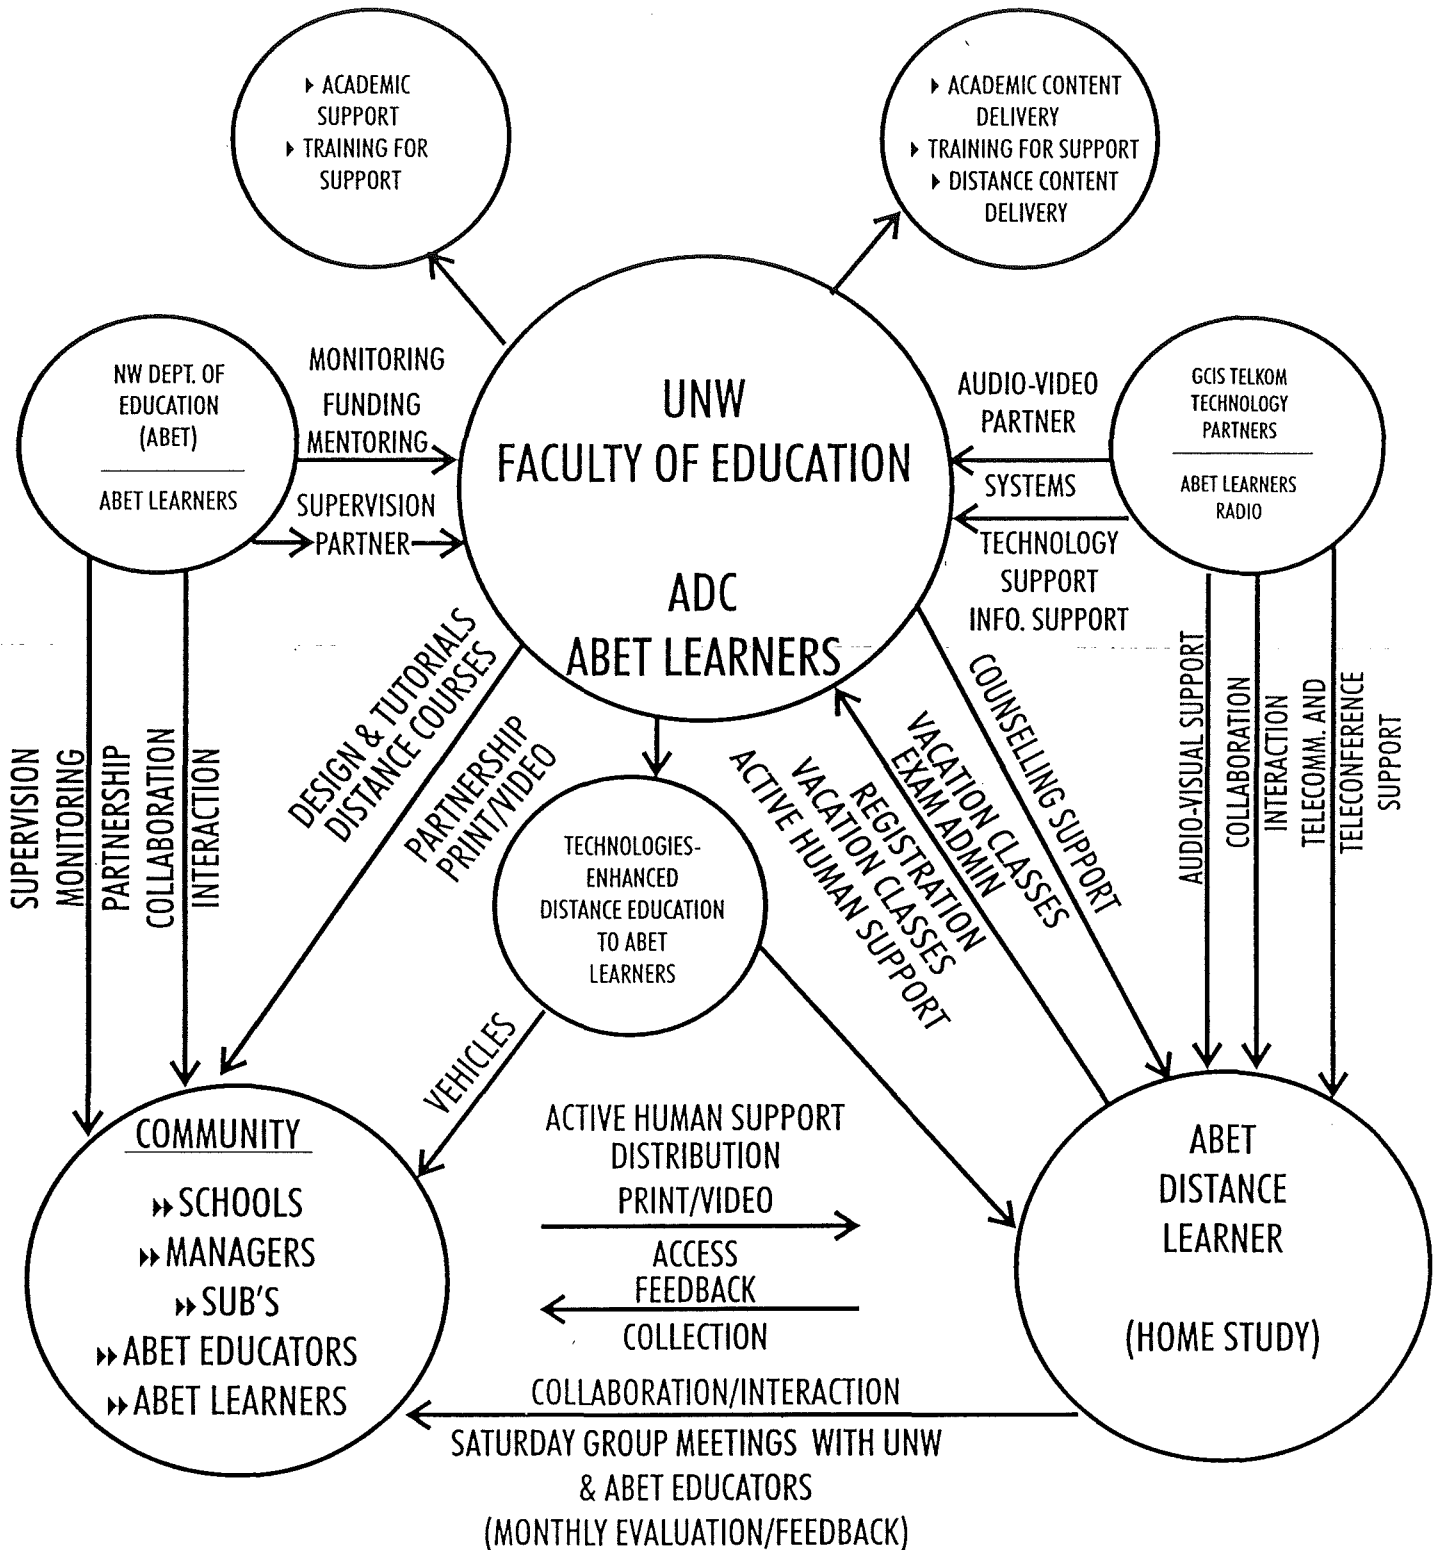 ▶ ACADEMIC
SUPPORT
▶ TRAINING FOR
SUPPORT
▶ ACADEMIC CONTENT
DELIVERY
▶ TRAINING FOR SUPPORT
▶ DISTANCE CONTENT
DELIVERY
NW DEPT. OF
EDUCATION
(ABET)
ABET LEARNERS
MONITORING
FUNDING
MENTORING
SUPERVISION
PARTNER
UNW
FACULTY OF EDUCATION
ADC
ABET LEARNERS
AUDIO-VIDEO
PARTNER
SYSTEMS
TECHNOLOGY
SUPPORT
INFO. SUPPORT
GCIS TELKOM
TECHNOLOGY
PARTNERS
ABET LEARNERS
RADIO
SUPERVISION
MONITORING
PARTNERSHIP
COLLABORATION
INTERACTION
DESIGN & TUTORIALS
DISTANCE COURSES
PARTNERSHIP
PRINT/VIDEO
TECHNOLOGIES-
ENHANCED
DISTANCE EDUCATION
TO ABET
LEARNERS
VEHICLES
ACTIVE HUMAN SUPPORT
VACATION CLASSES
REGISTRATION
EXAM ADMIN
VACATION CLASSES
COUNSELLING SUPPORT
AUDIO-VISUAL SUPPORT
COLLABORATION
INTERACTION
TELECOMM. AND
TELECONFERENCE
SUPPORT
COMMUNITY
▶▶ SCHOOLS
▶▶ MANAGERS
▶▶ SUB'S
▶▶ ABET EDUCATORS
▶▶ ABET LEARNERS
ACTIVE HUMAN SUPPORT
DISTRIBUTION
PRINT/VIDEO
ACCESS
FEEDBACK
COLLECTION
COLLABORATION/INTERACTION
SATURDAY GROUP MEETINGS WITH UNW
& ABET EDUCATORS
(MONTHLY EVALUATION/FEEDBACK)
ABET
DISTANCE
LEARNER
(HOME STUDY)